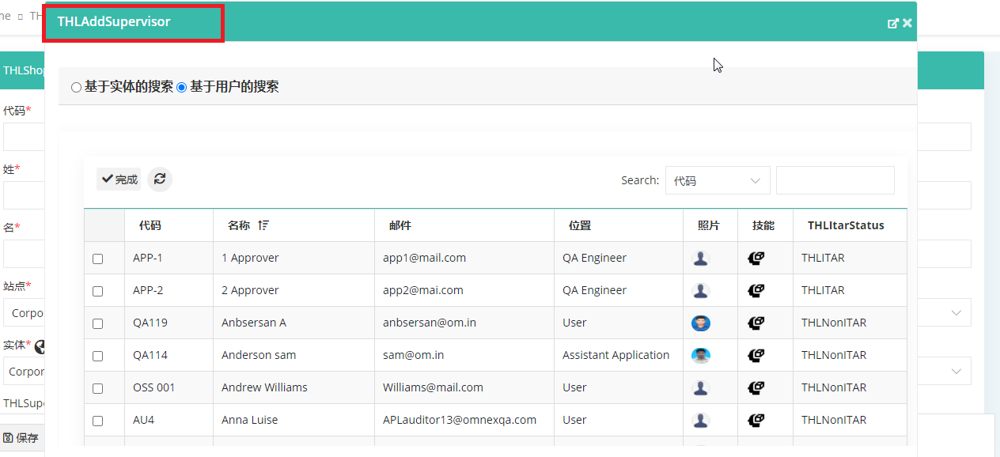 me TH
THLAddSupervisor
THLShop
基于实体的搜索 基于用户的搜索
代码*
姓*
完成 Search: 代码
代码 名称 邮件 位置 照片 技能 THLItarStatus
名*
APP-1 1 Approver app1@mail.com QA Engineer THLITAR
站点*
APP-2 2 Approver app2@mai.com QA Engineer THLITAR
Corpo QA119 Anbsersan A anbsersan@om.in User THLNonITAR
实体*
QA114 Anderson sam sam@om.in Assistant Application THLNonITAR
Corpor
OSS 001 Andrew Williams Williams@mail.com User THLNonITAR
THLSupe
AU4 Anna Luise APLauditor13@omnexqa.com User THLNonITAR
保存